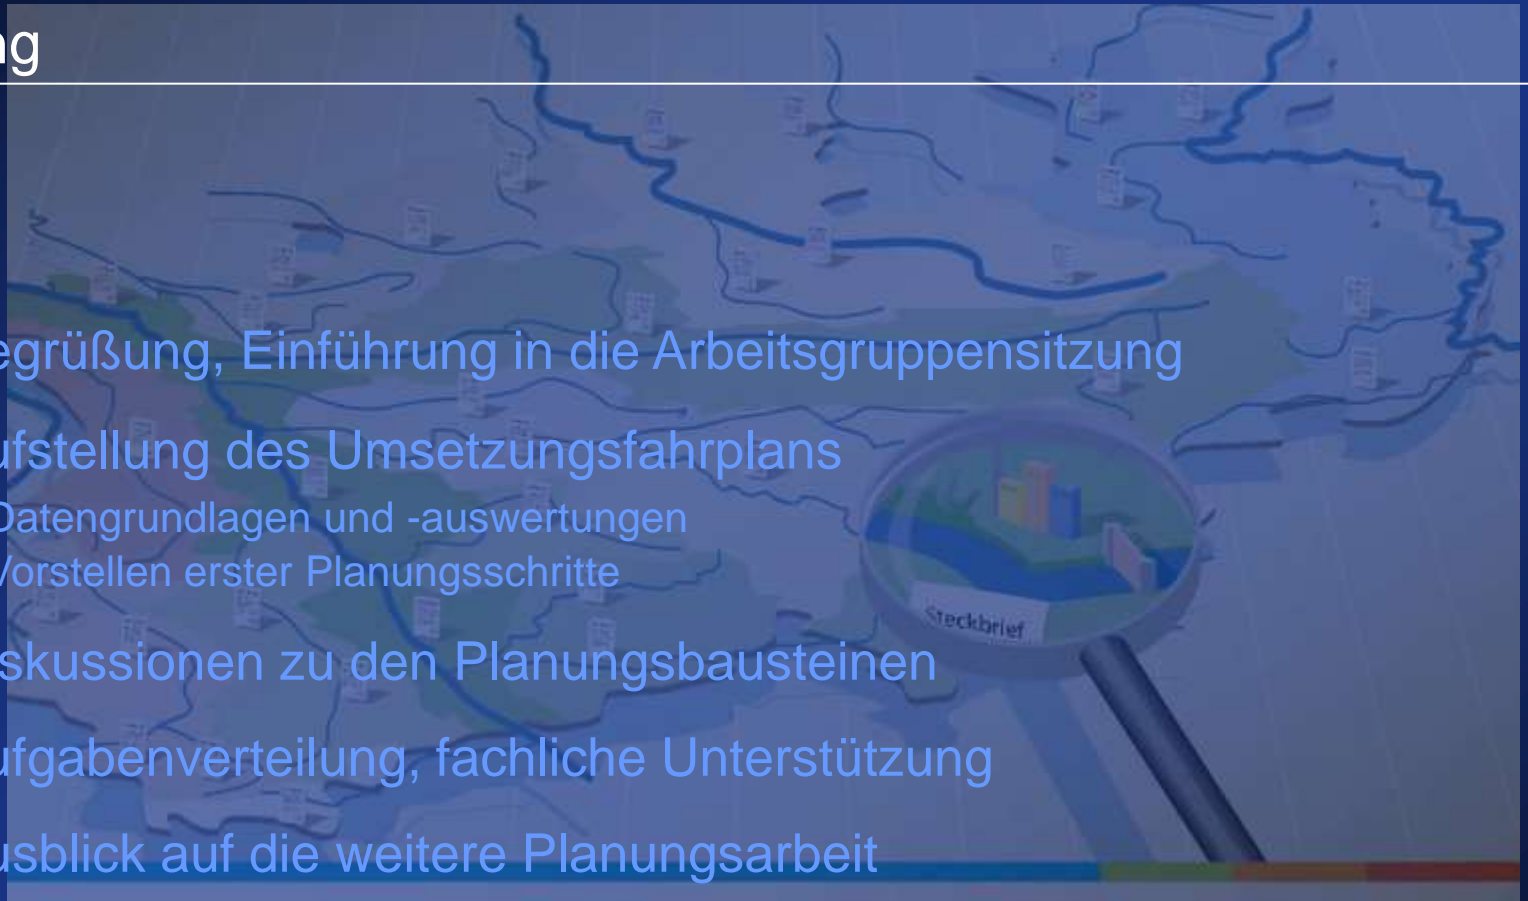 ng
egrüßung, Einführung in die Arbeitsgruppensitzung
ufstellung des Umsetzungsfahrplans
Datengrundlagen und -auswertungen
Vorstellen erster Planungsschritte
skussionen zu den Planungsbausteinen
ufgabenverteilung, fachliche Unterstützung
usblick auf die weitere Planungsarbeit
Steckbrief